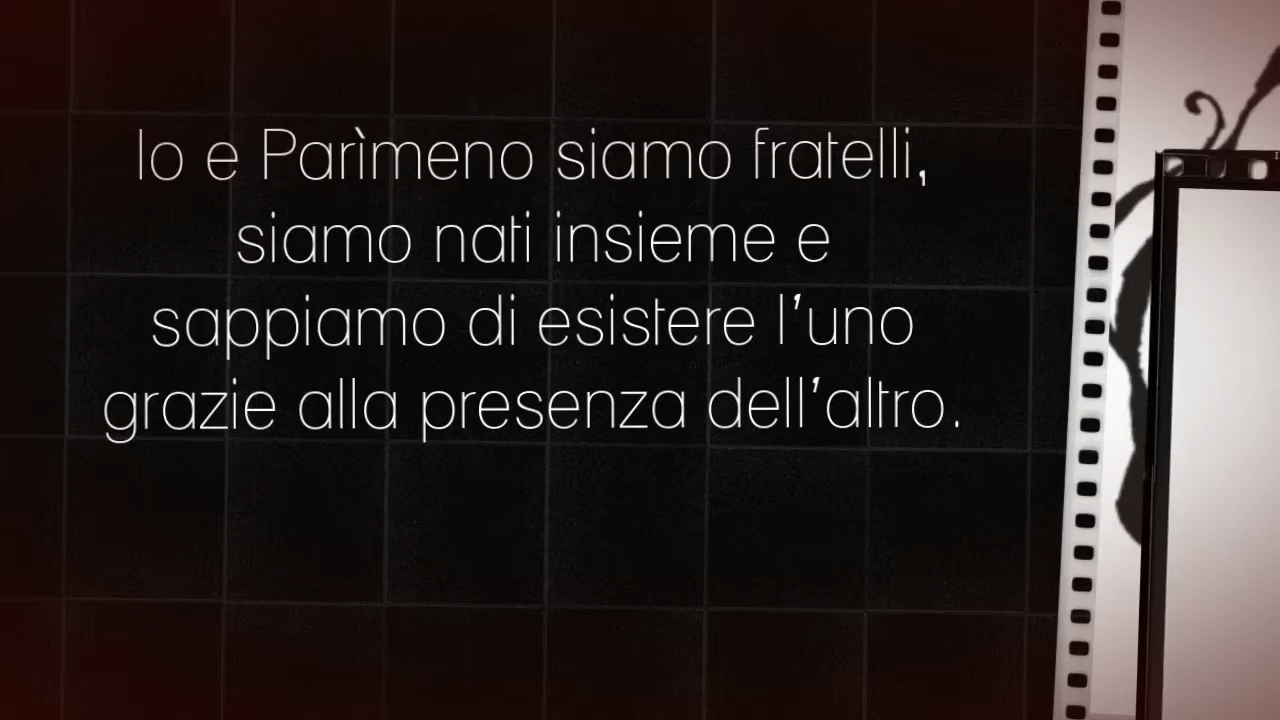 Io e Parìmeno siamo fratelli,
siamo nati insieme e
sappiamo di esistere l'uno
grazie alla presenza dell'altro.